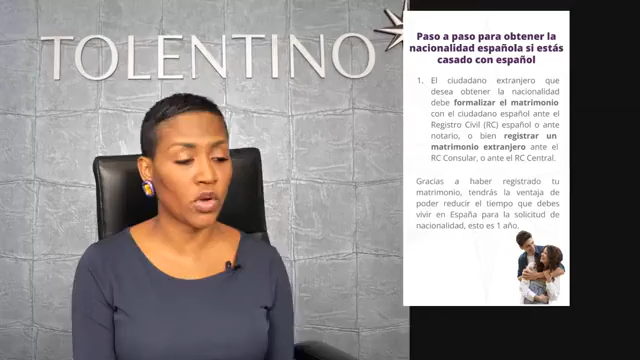 TOLENTINO
Paso a paso para obtener la
nacionalidad española si estás
casado con español
1. El ciudadano extranjero que
desea obtener la nacionalidad
debe formalizar el matrimonio
con el ciudadano español ante el
Registro Civil (RC) español o ante
notario, o bien registrar un
matrimonio extranjero ante el
RC Consular, o ante el RC Central.
Gracias a haber registrado tu
matrimonio, tendrás la ventaja de
poder reducir el tiempo que debes
vivir en España para la solicitud de
nacionalidad, esto es 1 año.